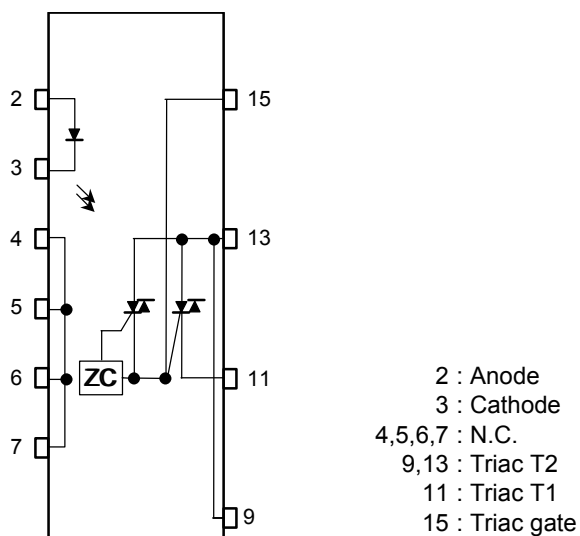 2
15
3
4
13
5
ZC
6
11
7
9
2 : Anode
3 : Cathode
4,5,6,7 : N.C.
9,13 : Triac T2
11 : Triac T1
15 : Triac gate